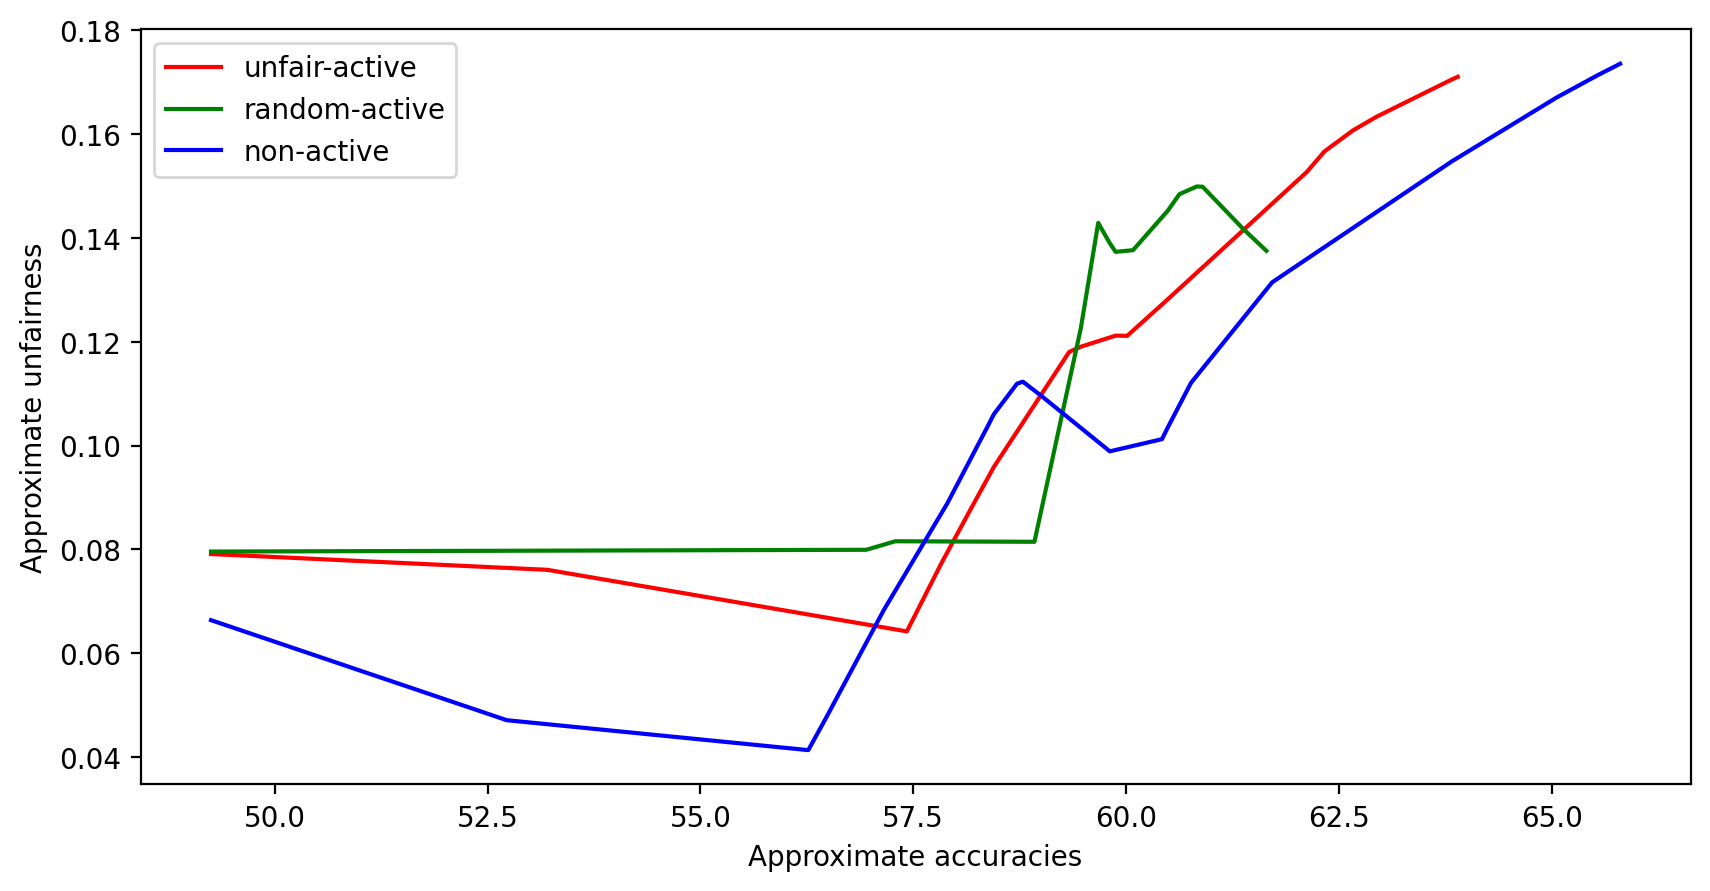 unfair-active
random-active
non-active
Approximate unfairness
0.18
0.16
0.14
0.12
0.10
0.08
0.06
0.04
50.0 52.5 55.0 57.5 60.0 62.5 65.0
Approximate accuracies